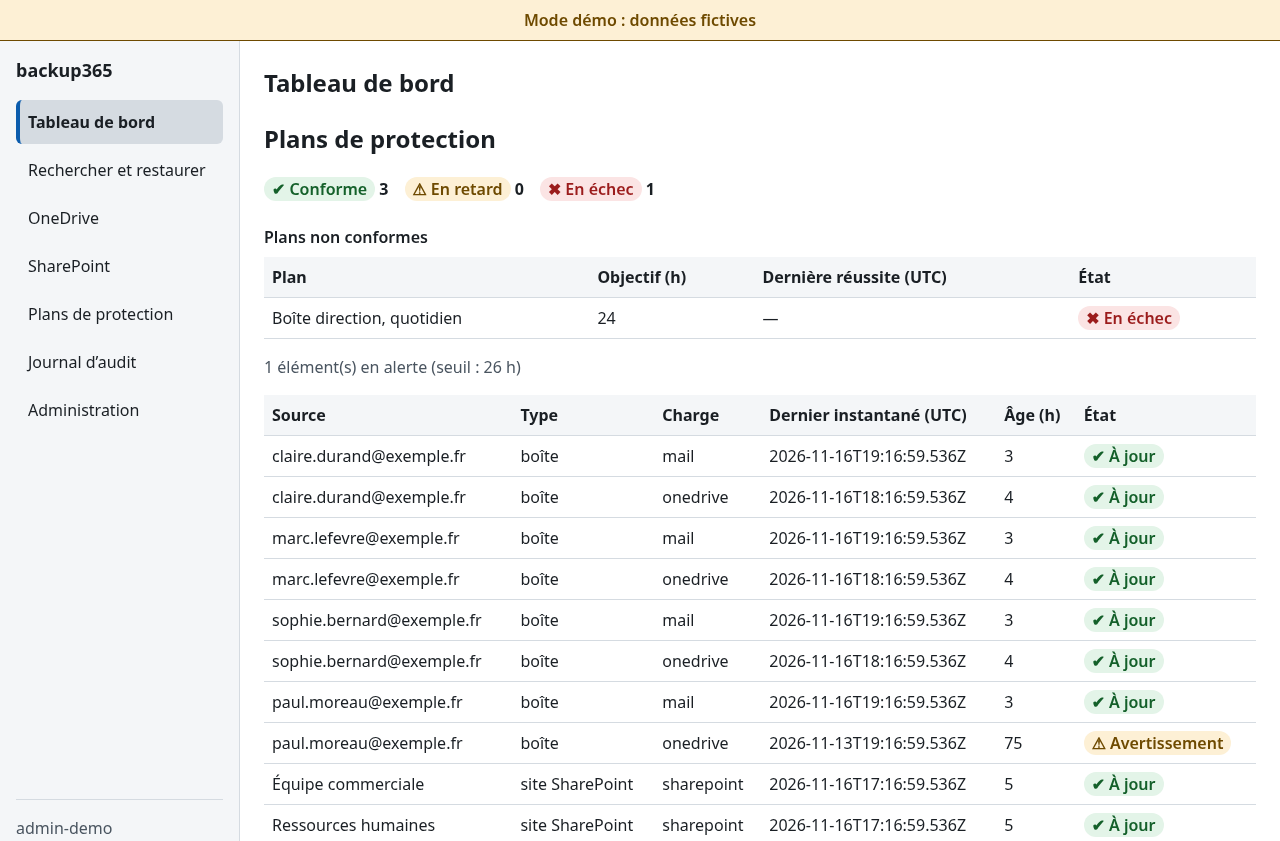 Mode démo : données fictives
backup365
Tableau de bord
Rechercher et restaurer
OneDrive
SharePoint
Plans de protection
Journal d’audit
Administration
admin-demo
Tableau de bord
Plans de protection
✔ Conforme 3 ⚠ En retard 0 ✖ En échec 1
Plans non conformes
Plan Objectif (h) Dernière réussite (UTC) État
Boîte direction, quotidien 24 — ✖ En échec
1 élément(s) en alerte (seuil : 26 h)
Source Type Charge Dernier instantané (UTC) Âge (h) État
claire.durand@exemple.fr boîte mail 2026-11-16T19:16:59.536Z 3 ✔ À jour
claire.durand@exemple.fr boîte onedrive 2026-11-16T18:16:59.536Z 4 ✔ À jour
marc.lefevre@exemple.fr boîte mail 2026-11-16T19:16:59.536Z 3 ✔ À jour
marc.lefevre@exemple.fr boîte onedrive 2026-11-16T18:16:59.536Z 4 ✔ À jour
sophie.bernard@exemple.fr boîte mail 2026-11-16T19:16:59.536Z 3 ✔ À jour
sophie.bernard@exemple.fr boîte onedrive 2026-11-16T18:16:59.536Z 4 ✔ À jour
paul.moreau@exemple.fr boîte mail 2026-11-16T19:16:59.536Z 3 ✔ À jour
paul.moreau@exemple.fr boîte onedrive 2026-11-13T19:16:59.536Z 75 ⚠ Avertissement
Équipe commerciale site SharePoint sharepoint 2026-11-16T17:16:59.536Z 5 ✔ À jour
Ressources humaines site SharePoint sharepoint 2026-11-16T17:16:59.536Z 5 ✔ À jour